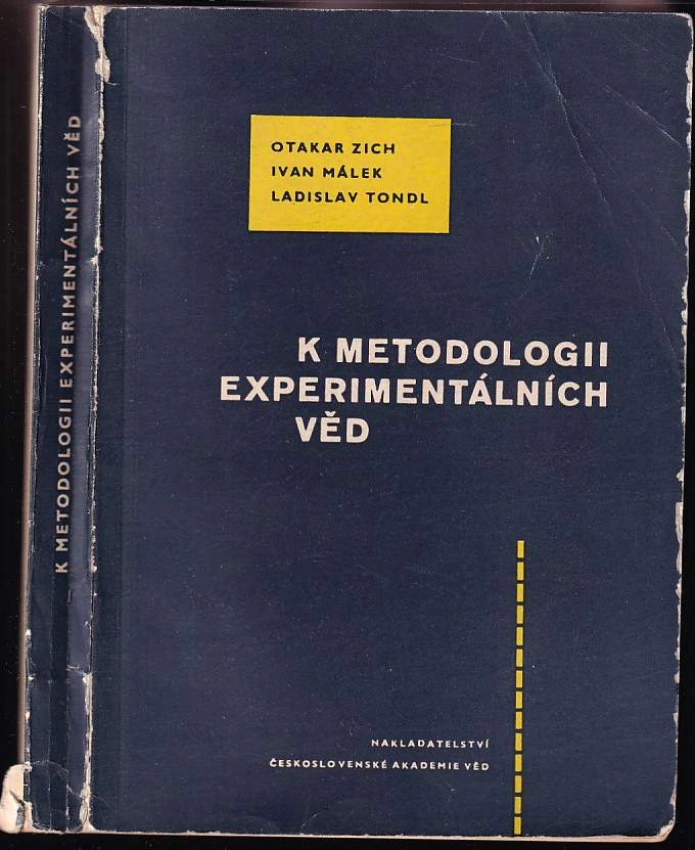 K METODOLOGII EXPERIMENTÁLNÍCH VĚD
OTAKAR ZICH
IVAN MÁLEK
LADISLAV TONDL
K METODOLOGII
EXPERIMENTÁLNÍCH
VĚD
NAKLADATELSTVÍ
ČESKOSLOVENSKÉ AKADEMIE VĚD